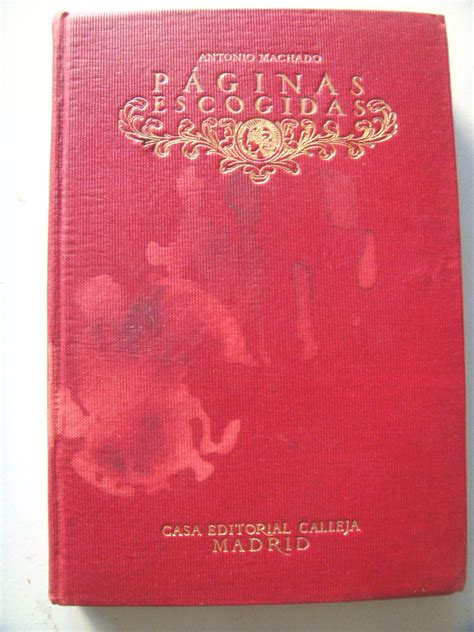 ANTONIO MACHADO
PÁGINAS
ESCOGIDAS
CASA EDITORIAL CALLEJA
MADRID